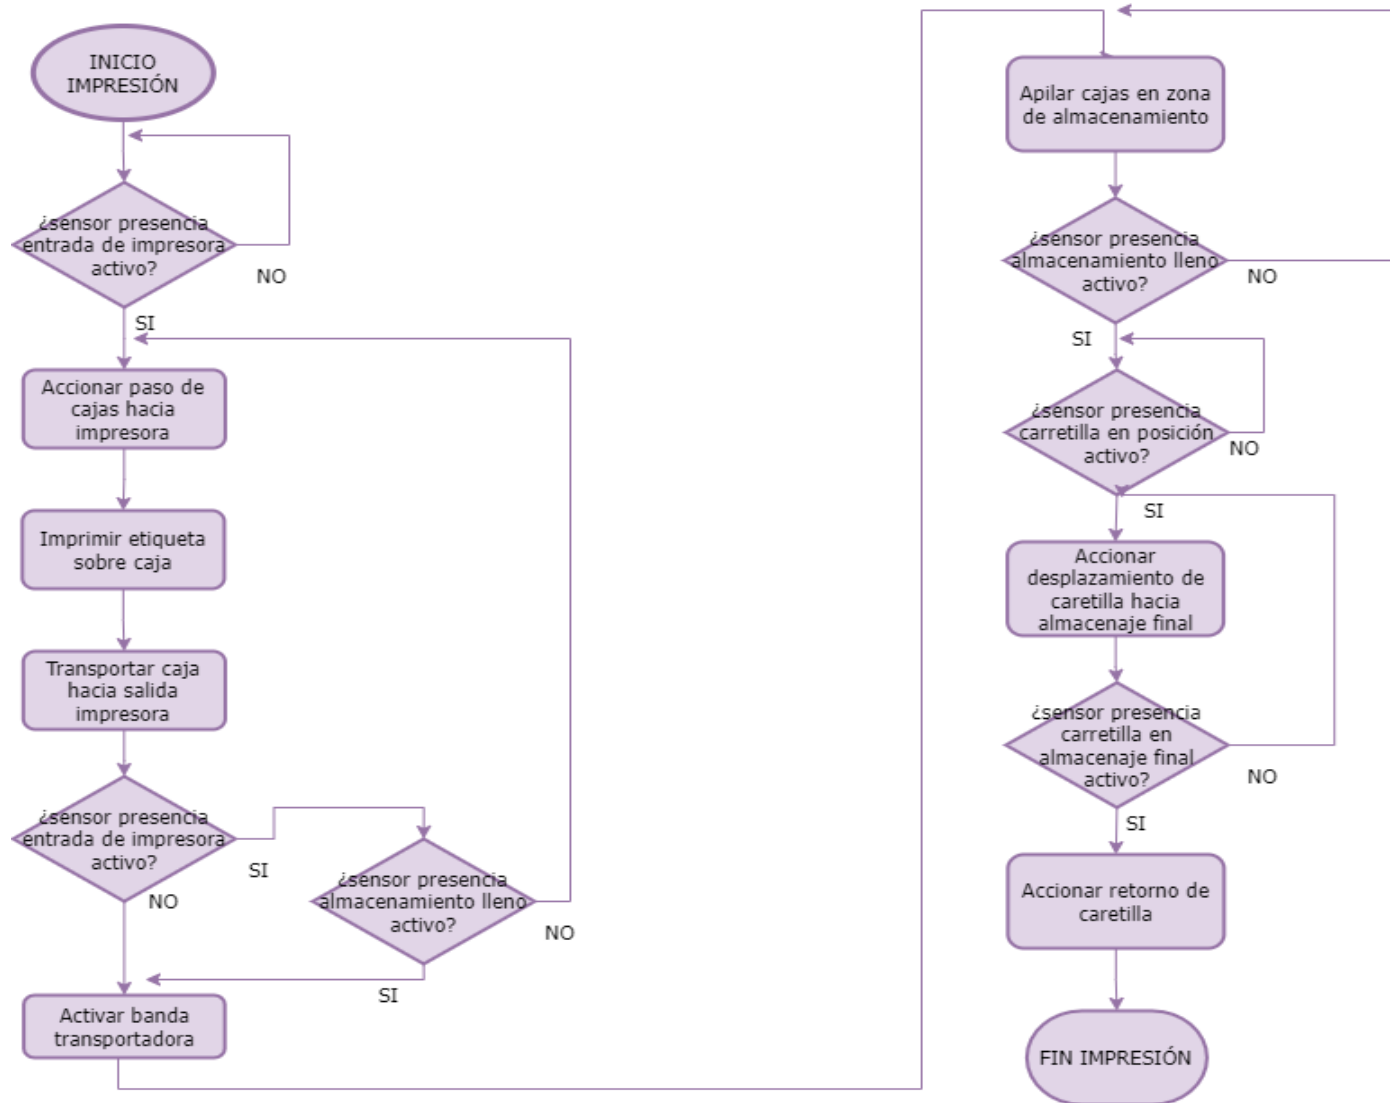 INICIO
IMPRESIÓN
¿sensor presencia
entrada de impresora
activo?
NO
SI
Accionar paso de
cajas hacia
impresora
Imprimir etiqueta
sobre caja
Transportar caja
hacia salida
impresora
¿sensor presencia
entrada de impresora
activo?
SI
NO
¿sensor presencia
almacenamiento lleno
activo?
NO
SI
Activar banda
transportadora
Apilar cajas en zona
de almacenamiento
¿sensor presencia
almacenamiento lleno
activo?
NO
SI
¿sensor presencia
carretilla en posición
activo?
NO
SI
Accionar
desplazamiento de
caretilla hacia
almacenaje final
¿sensor presencia
carretilla en
almacenaje final
activo?
NO
SI
Accionar retorno de
caretilla
FIN IMPRESIÓN